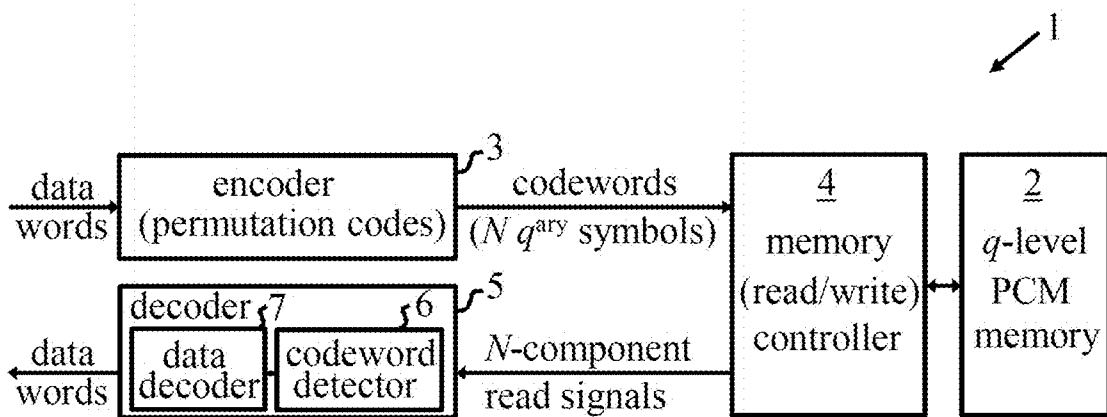 1
3
data words
encoder
(permutation codes)
codewords
(N q^ary symbols)
4
memory
(read/write)
controller
2
q-level
PCM
memory
5
decoder
7
6
data
decoder
codeword
detector
data words
N-component
read signals